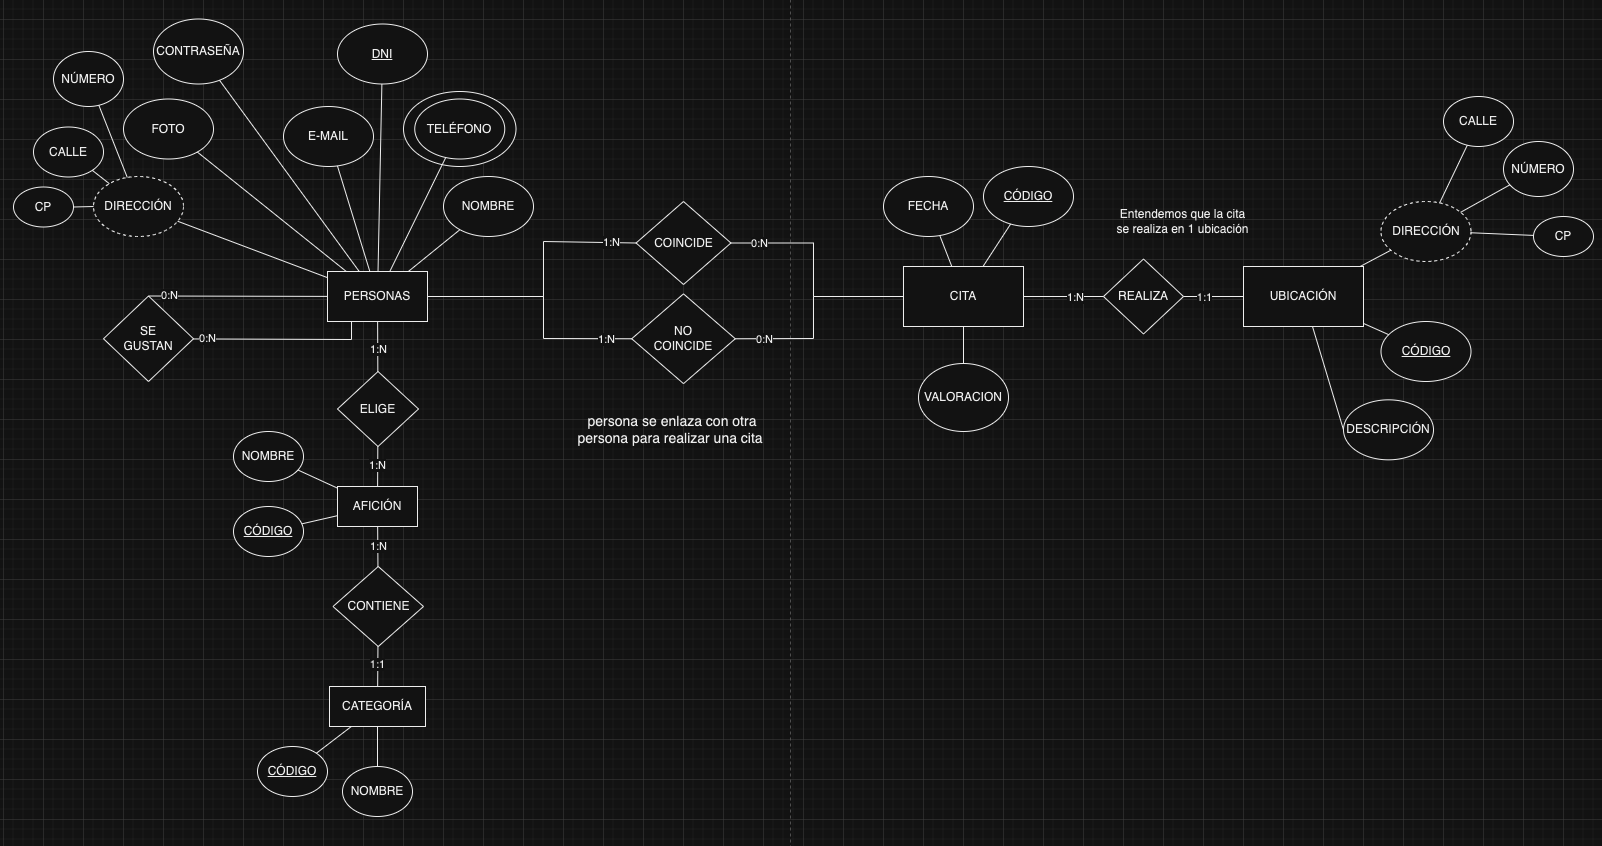 CONTRASEÑA
DNI
NÚMERO
FOTO
E-MAIL
TELÉFONO
CALLE
CP
DIRECCIÓN
NOMBRE
PERSONAS
0:N
SE
GUSTAN
0:N
1:N
COINCIDE
0:N
1:N
NO
COINCIDE
0:N
persona se enlaza con otra
persona para realizar una cita
1:N
ELIGE
1:N
NOMBRE
AFICIÓN
CÓDIGO
1:N
CONTIENE
1:1
CATEGORÍA
CÓDIGO
NOMBRE
FECHA
CÓDIGO
CITA
VALORACION
Entendemos que la cita
se realiza en 1 ubicación
1:N
REALIZA
1:1
UBICACIÓN
CALLE
NÚMERO
DIRECCIÓN
CP
CÓDIGO
DESCRIPCIÓN